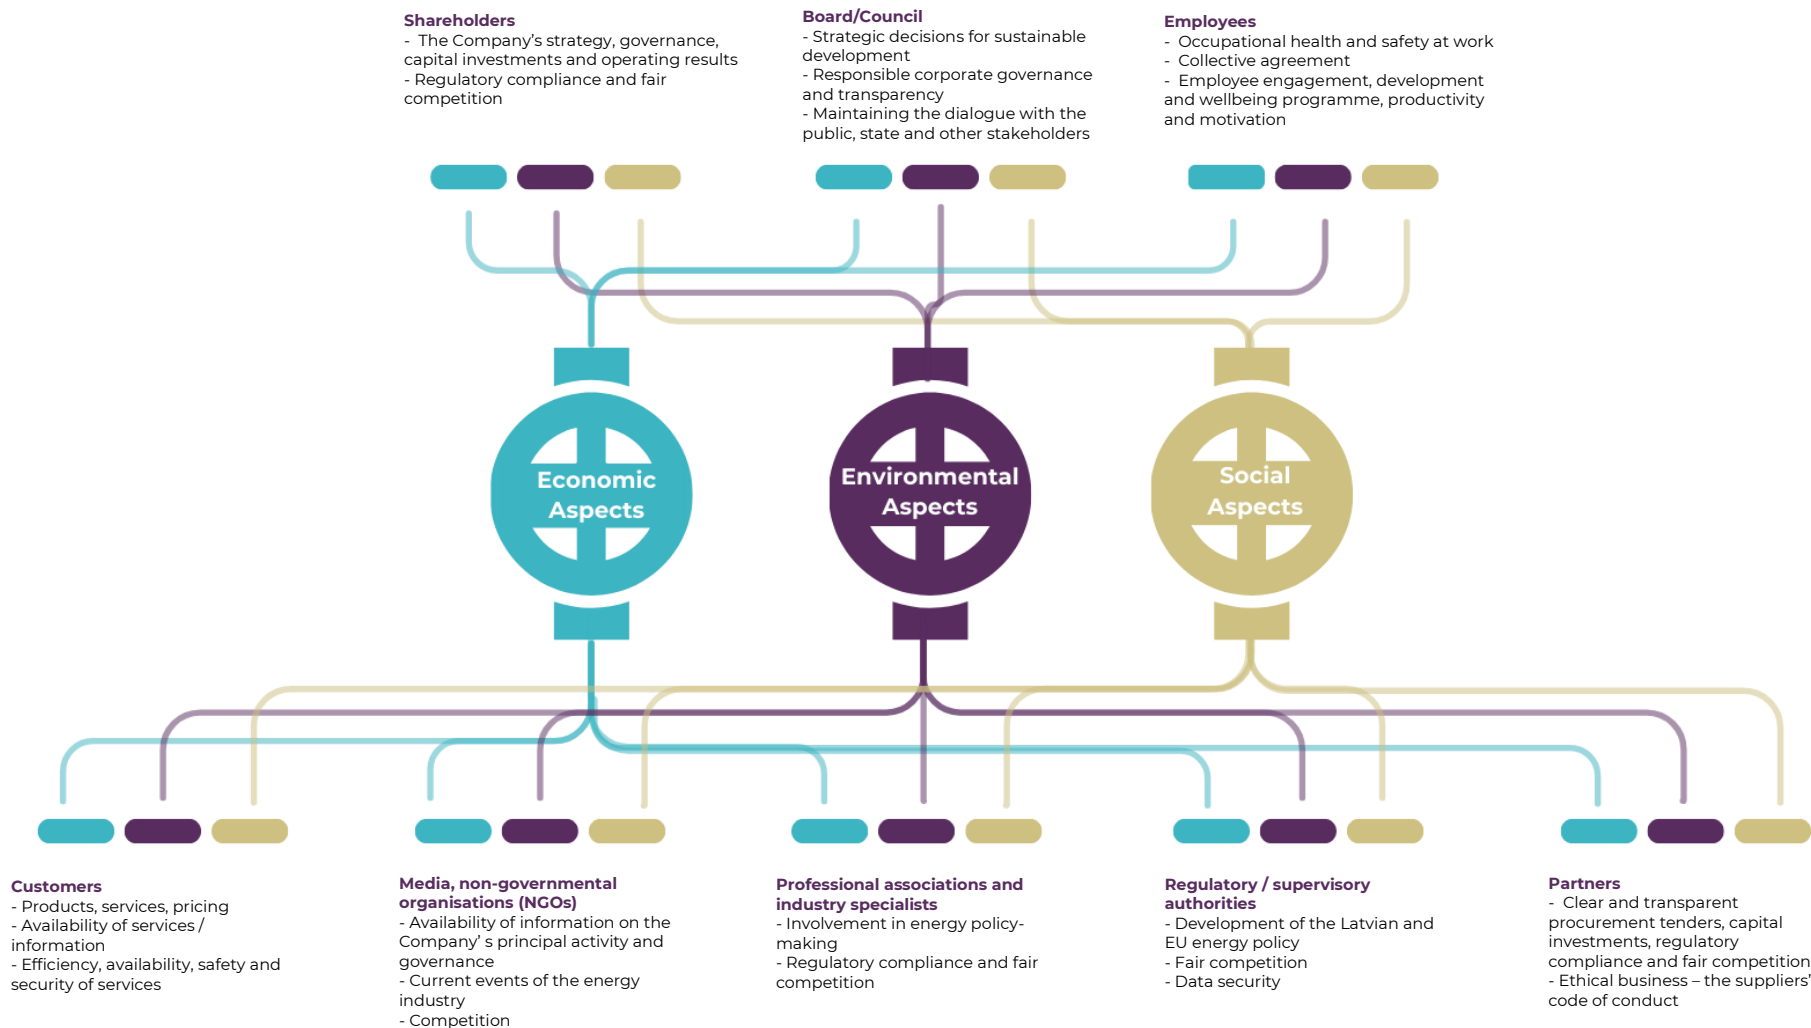 Shareholders
-  The Company's strategy, governance,
capital investments and operating results
- Regulatory compliance and fair
competition
Board/Council
- Strategic decisions for sustainable
development
- Responsible corporate governance
and transparency
- Maintaining the dialogue with the
public, state and other stakeholders
Employees
-  Occupational health and safety at work
-  Collective agreement
-  Employee engagement, development
and wellbeing programme, productivity
and motivation
Economic
Aspects
Environmental
Aspects
Social
Aspects
Customers
- Products, services, pricing
- Availability of services /
information
- Efficiency, availability, safety and
security of services
Media, non-governmental
organisations (NGOs)
- Availability of information on the
Company' s principal activity and
governance
- Current events of the energy
industry
- Competition
Professional associations and
industry specialists
- Involvement in energy policy-
making
- Regulatory compliance and fair
competition
Regulatory / supervisory
authorities
- Development of the Latvian and
EU energy policy
- Fair competition
- Data security
Partners
-  Clear and transparent
procurement tenders, capital
investments, regulatory
compliance and fair competition
- Ethical business – the suppliers'
code of conduct